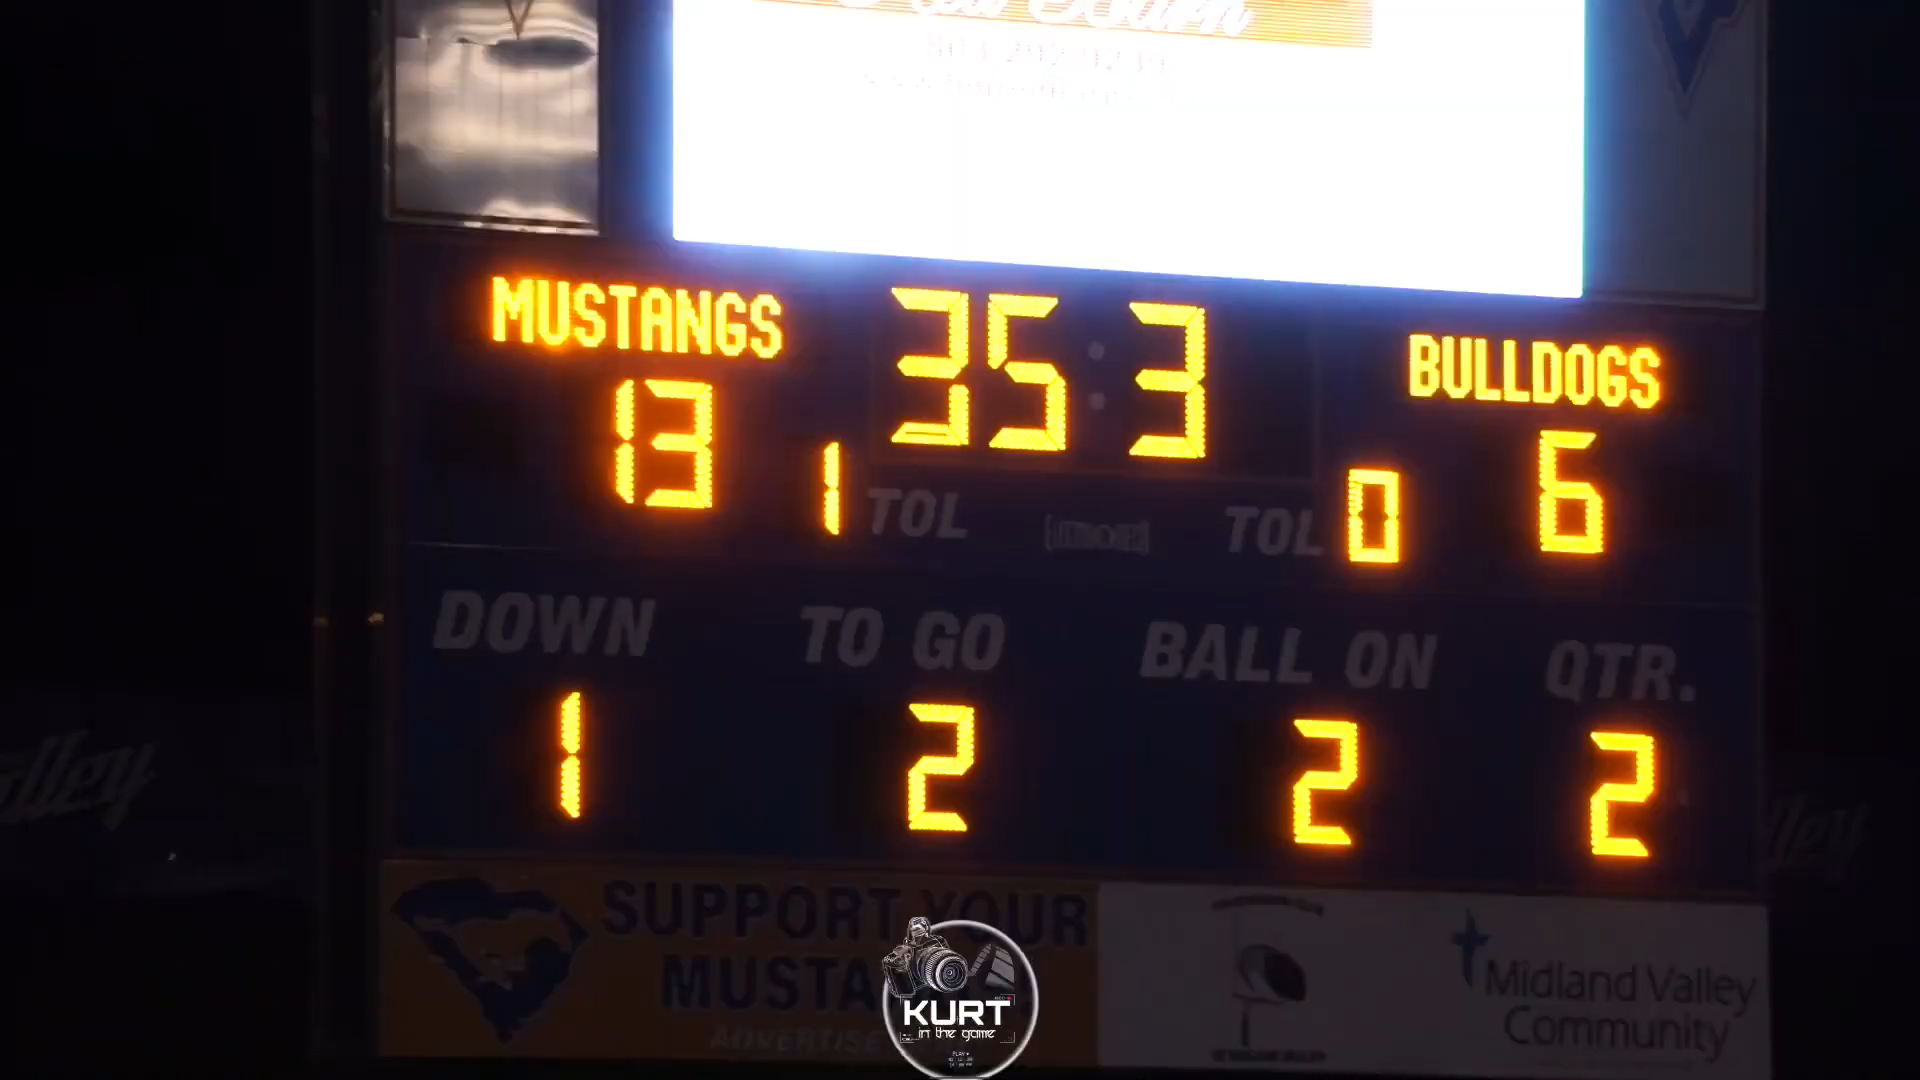 MUSTANGS
35:3
BULLDOGS
13
1
TOL
TOL
0
6
DOWN
TO GO
BALL ON
QTR.
1
2
2
2
SUPPORT YOUR
MUSTA
ADVERTISE
Midland Valley
Community
KURT
in the game